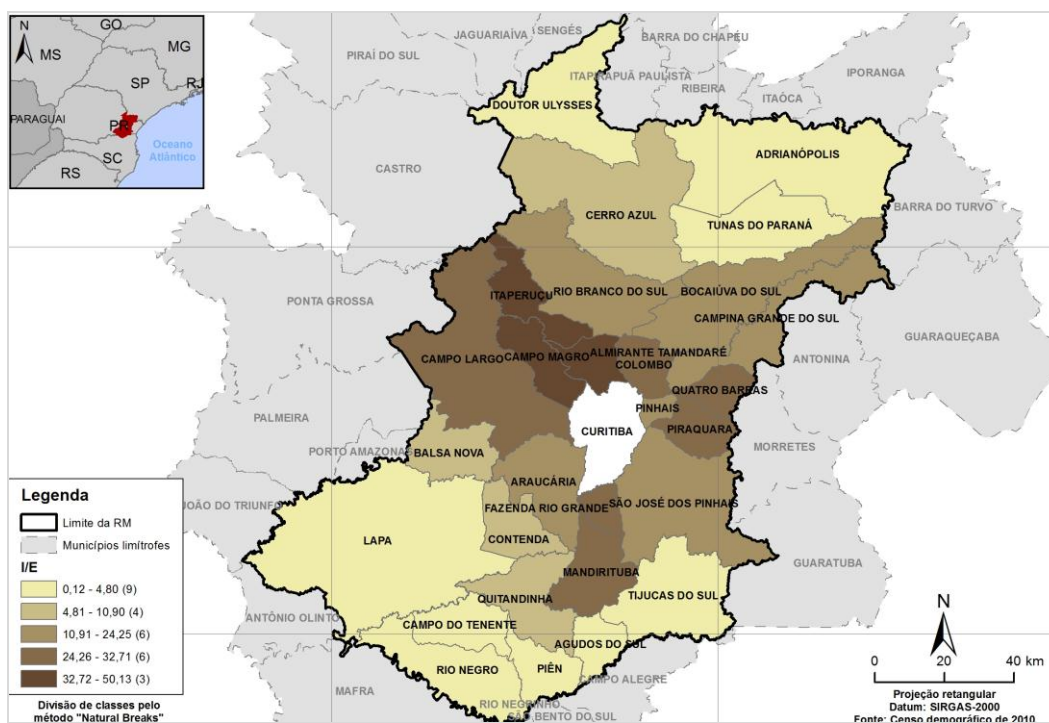 N
GO
MS
MG
SP
RJ
PARAGUAI
PR
Oceano
Atlântico
SC
RS
SENGÉS
JAGUARIAÍVA
BARRA DO CHAPÉU
PIRAÍ DO SUL
ITAPIRAPUÃ PAULISTA
IPORANGA
RIBEIRA
DOUTOR ULYSSES
ITAÓCA
ADRIANÓPOLIS
CASTRO
CERRO AZUL
BARRA DO TURVO
TUNAS DO PARANÁ
ITAPERUÇU
RIO BRANCO DO SUL
BOCAIÚVA DO SUL
PONTA GROSSA
CAMPINA GRANDE DO SUL
GUARAQUEÇABA
CAMPO LARGO
CAMPO MAGRO
ALMIRANTE TAMANDARÉ
ANTONINA
COLOMBO
QUATRO BARRAS
PINHAIS
PALMEIRA
CURITIBA
PIRAQUARA
MORRETES
PORTO AMAZONAS
BALSA NOVA
ARAUCÁRIA
SÃO JOSÉ DOS PINHAIS
JOÃO DO TRIUNFO
FAZENDA RIO GRANDE
LAPA
CONTENDA
GUARATUBA
MANDIRITUBA
TIJUCAS DO SUL
QUITANDINHA
ANTÔNIO OLINTO
CAMPO DO TENENTE
AGUDOS DO SUL
RIO NEGRO
PIÊN
CAMPO ALEGRE
MAFRA
RIO NEGRINHO
SÃO BENTO DO SUL
Legenda
Limite da RM
Municípios limítrofes
I/E
0,12 - 4,80 (9)
4,81 - 10,90 (4)
10,91 - 24,25 (6)
24,26 - 32,71 (6)
32,72 - 50,13 (3)
Divisão de classes pelo
método "Natural Breaks"
N
0 20 40 km
Projeção retangular
Datum: SIRGAS-2000
Fonte: Censo demográfico de 2010